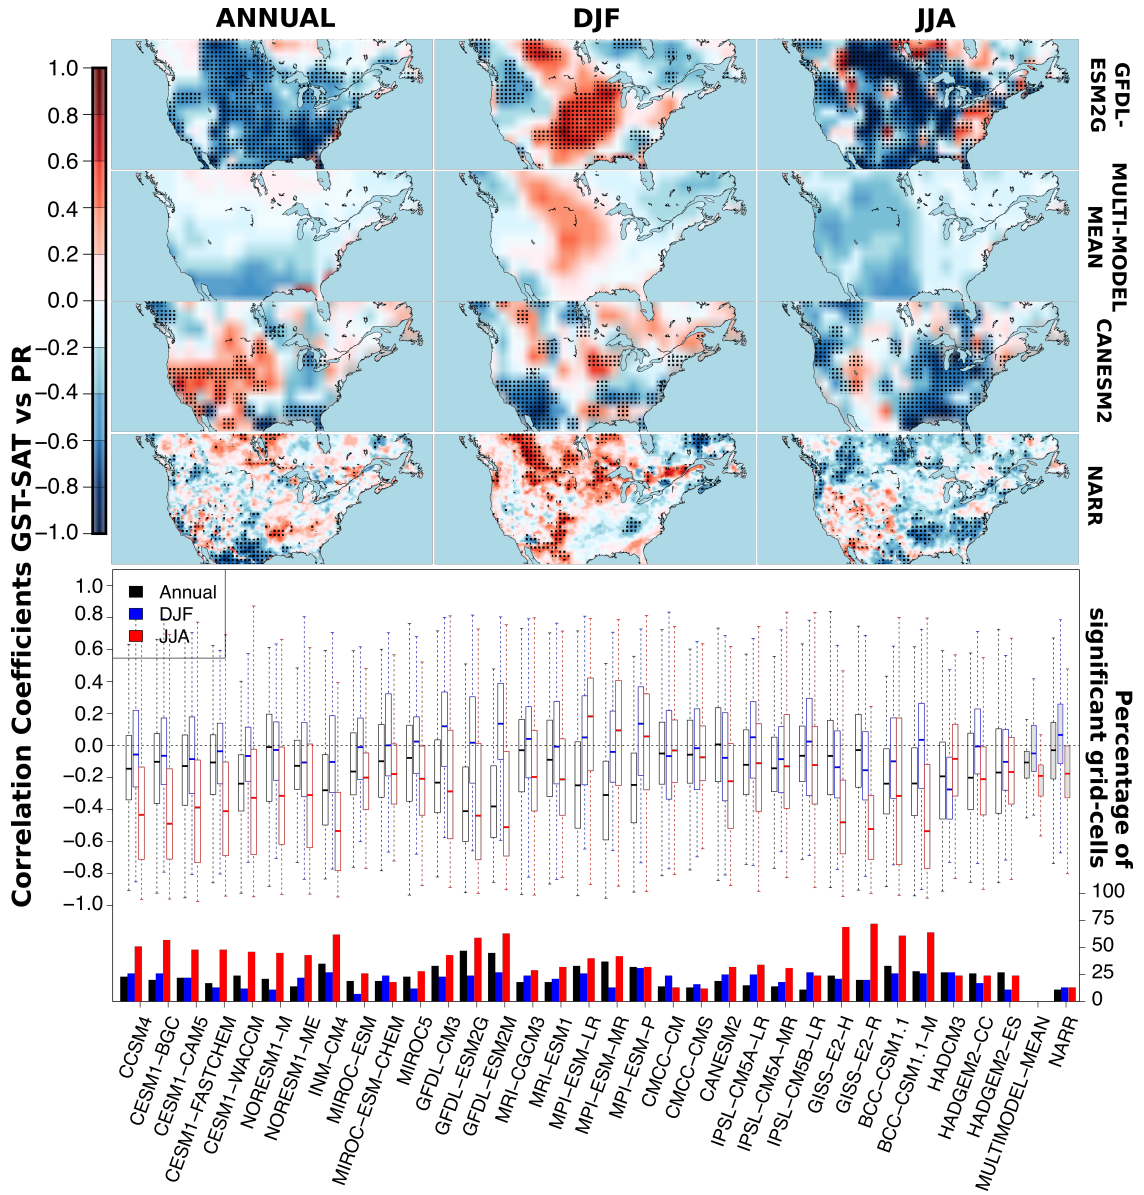 ANNUAL DJF JJA
GFDL-
ESM2G
MULTI-MODEL
MEAN
CANESM2
NARR
1.0
0.8
0.6
0.4
0.2
0.0
−0.2
−0.4
−0.6
−0.8
−1.0
Correlation Coefficients GST-SAT vs PR
Annual
DJF
JJA
1.0
0.8
0.6
0.4
0.2
0.0
−0.2
−0.4
−0.6
−0.8
−1.0
Percentage of
significant grid-cells
100
75
50
25
0
CCSM4
CESM1−BGC
CESM1−CAM5
CESM1−FASTCHEM
CESM1−WACCM
NORESM1−M
NORESM1−ME
INM−CM4
MIROC−ESM
MIROC−ESM−CHEM
MIROC5
GFDL−CM3
GFDL−ESM2G
GFDL−ESM2M
MRI−CGCM3
MRI−ESM1
MPI−ESM−LR
MPI−ESM−MR
MPI−ESM−P
CMCC−CM
CMCC−CMS
CANESM2
IPSL−CM5A−LR
IPSL−CM5A−MR
IPSL−CM5B−LR
GISS−E2−H
GISS−E2−R
BCC−CSM1.1
BCC−CSM1.1−M
HADCM3
HADGEM2−CC
HADGEM2−ES
MULTIMODEL−MEAN
NARR